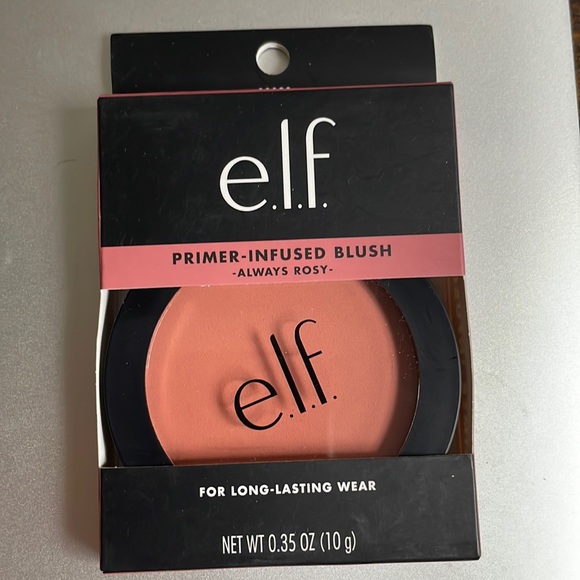 e.l.f.
PRIMER-INFUSED BLUSH
-ALWAYS ROSY-
e.l.f.
FOR LONG-LASTING WEAR
NET WT 0.35 OZ (10 g)